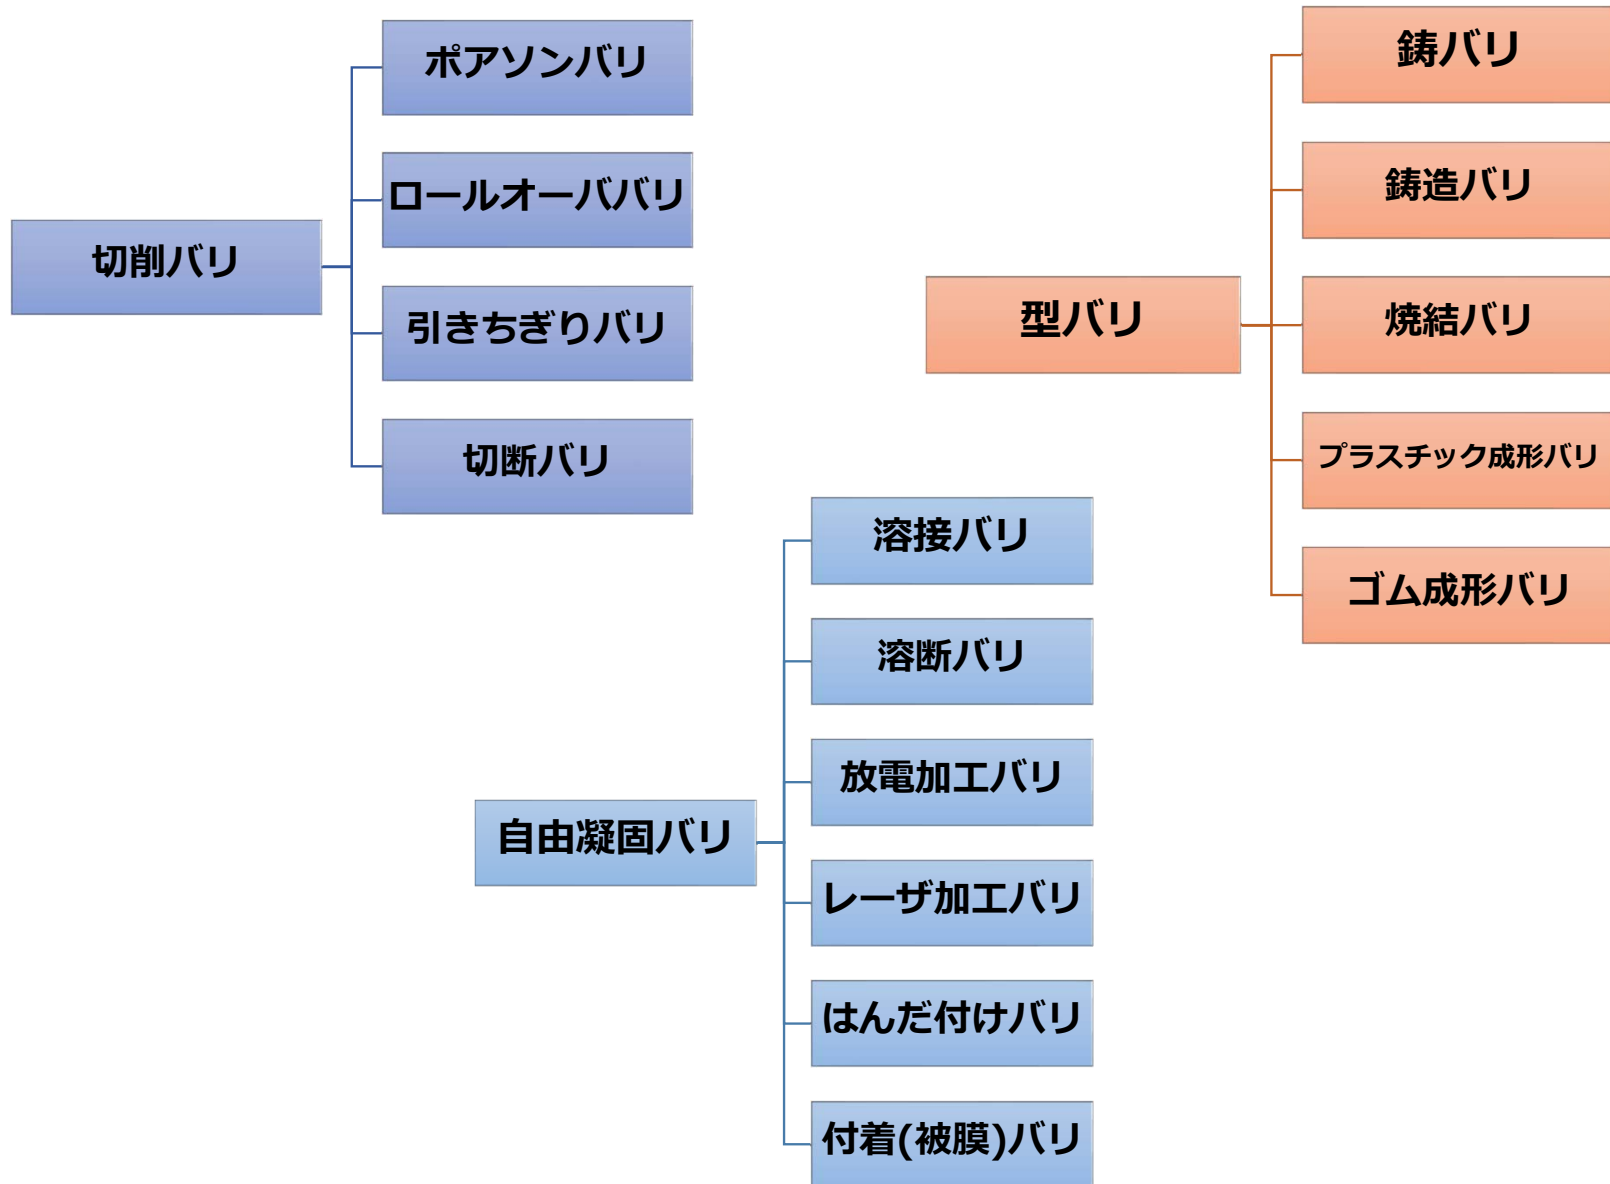 切削バリ
ポアソンバリ
ロールオーババリ
引きちぎりバリ
切断バリ
型バリ
鋳バリ
鋳造バリ
焼結バリ
プラスチック成形バリ
ゴム成形バリ
自由凝固バリ
溶接バリ
溶断バリ
放電加工バリ
レーザ加工バリ
はんだ付けバリ
付着(被膜)バリ